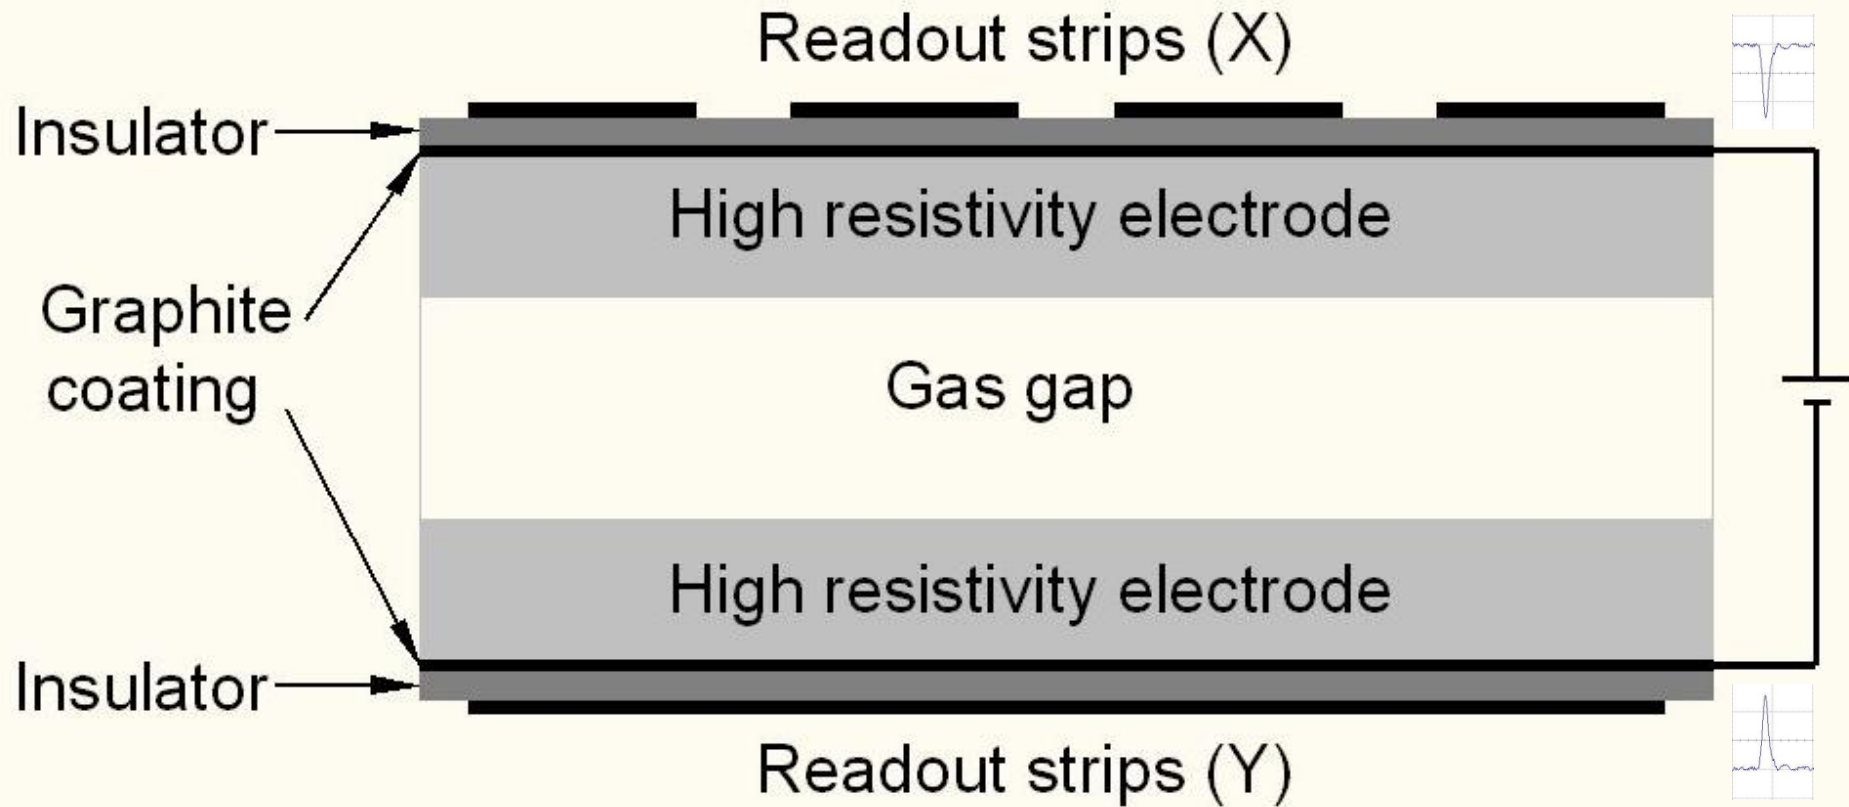 Readout strips (X)
Insulator
High resistivity electrode
Graphite
coating
Gas gap
High resistivity electrode
Insulator
Readout strips (Y)